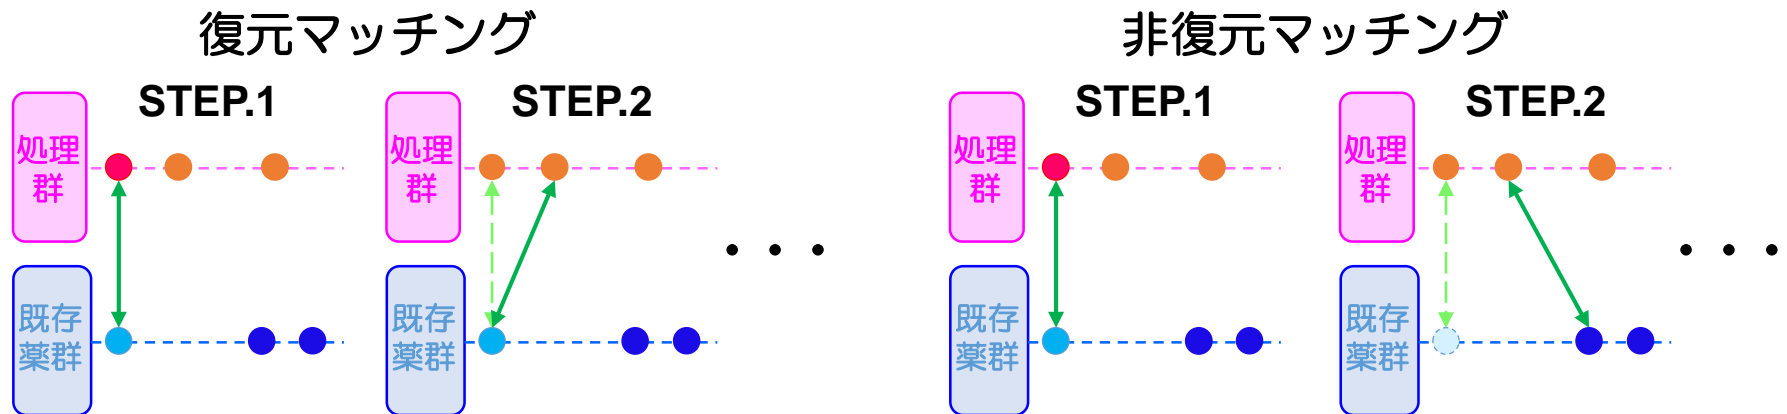 復元マッチング
STEP.1
STEP.2
処理
群
既存
薬群
処理
群
既存
薬群
・・・
非復元マッチング
STEP.1
STEP.2
処理
群
既存
薬群
処理
群
既存
薬群
・・・